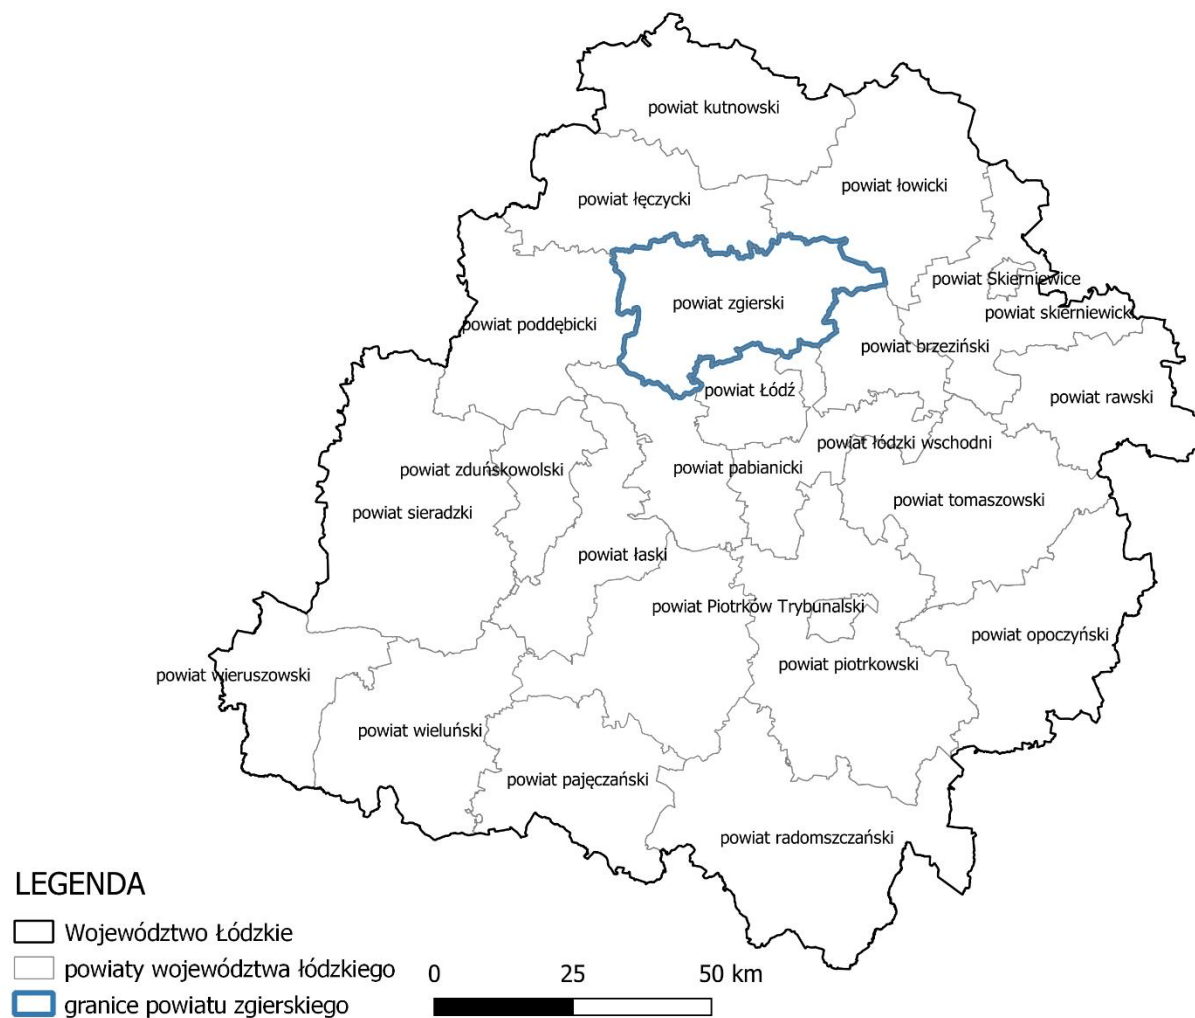 powiat kutnowski
powiat łowicki
powiat łęczycki
powiat Skierniewice
powiat zgierski
powiat skierniewick
powiat poddębicki
powiat brzeziński
powiat Łódź
powiat rawski
powiat łódzki wschodni
powiat pabianicki
powiat zduńskowolski
powiat tomaszowski
powiat sieradzki
powiat łaski
powiat Piotrków Trybunalski
powiat opoczyński
powiat piotrkowski
powiat wieruszowski
powiat wieluński
powiat pajęczański
powiat radomszczański
LEGENDA
Województwo Łódzkie
powiaty województwa łódzkiego
granice powiatu zgierskiego
0 25 50 km